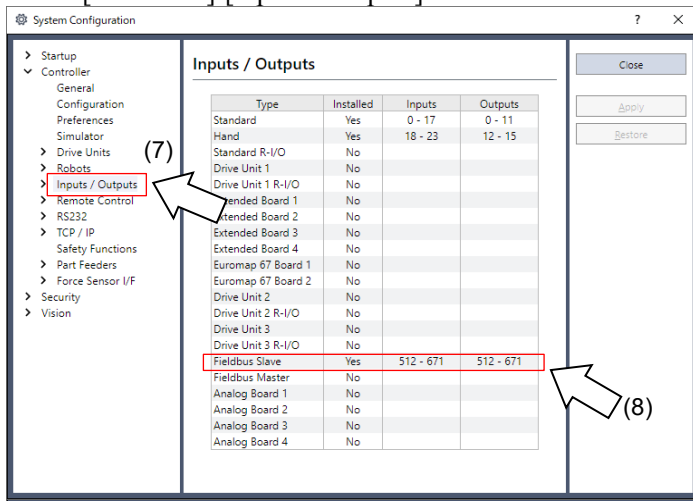 System Configuration ? ×
Startup
Controller
General
Configuration
Preferences
Simulator
Drive Units
Robots
Inputs / Outputs
Remote Control
RS232
TCP / IP
Safety Functions
Part Feeders
Force Sensor I/F
Security
Vision
(7)
Inputs / Outputs
Type Installed Inputs Outputs
Standard Yes 0 - 17 0 - 11
Hand Yes 18 - 23 12 - 15
Standard R-I/O No
Drive Unit 1 No
Drive Unit 1 R-I/O No
Extended Board 1 No
Extended Board 2 No
Extended Board 3 No
Extended Board 4 No
Euromap 67 Board 1 No
Euromap 67 Board 2 No
Drive Unit 2 No
Drive Unit 2 R-I/O No
Drive Unit 3 No
Drive Unit 3 R-I/O No
Fieldbus Slave Yes 512 - 671 512 - 671
Fieldbus Master No
Analog Board 1 No
Analog Board 2 No
Analog Board 3 No
Analog Board 4 No
(8)
Close
Apply
Restore